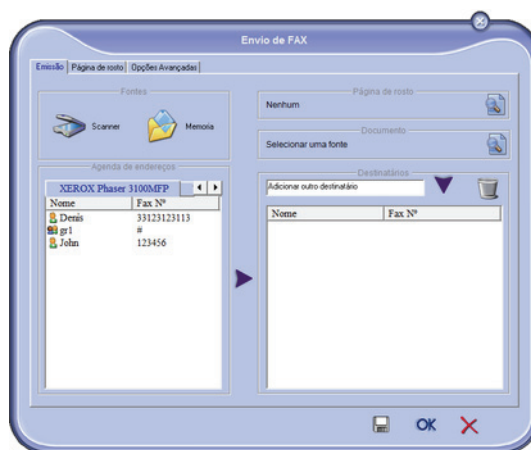 Envio de FAX
Emissão Página de rosto Opções Avançadas
Fontes
Scanner Memoria
Página de rosto
Nenhum
Documento
Selecionar uma fonte
Agenda de endereços
XEROX Phaser 3100MFP
Nome Fax Nº
Denis 33123123113
gr1 #
John 123456
Destinatários
Adicionar outro destinatário
Nome Fax Nº
OK